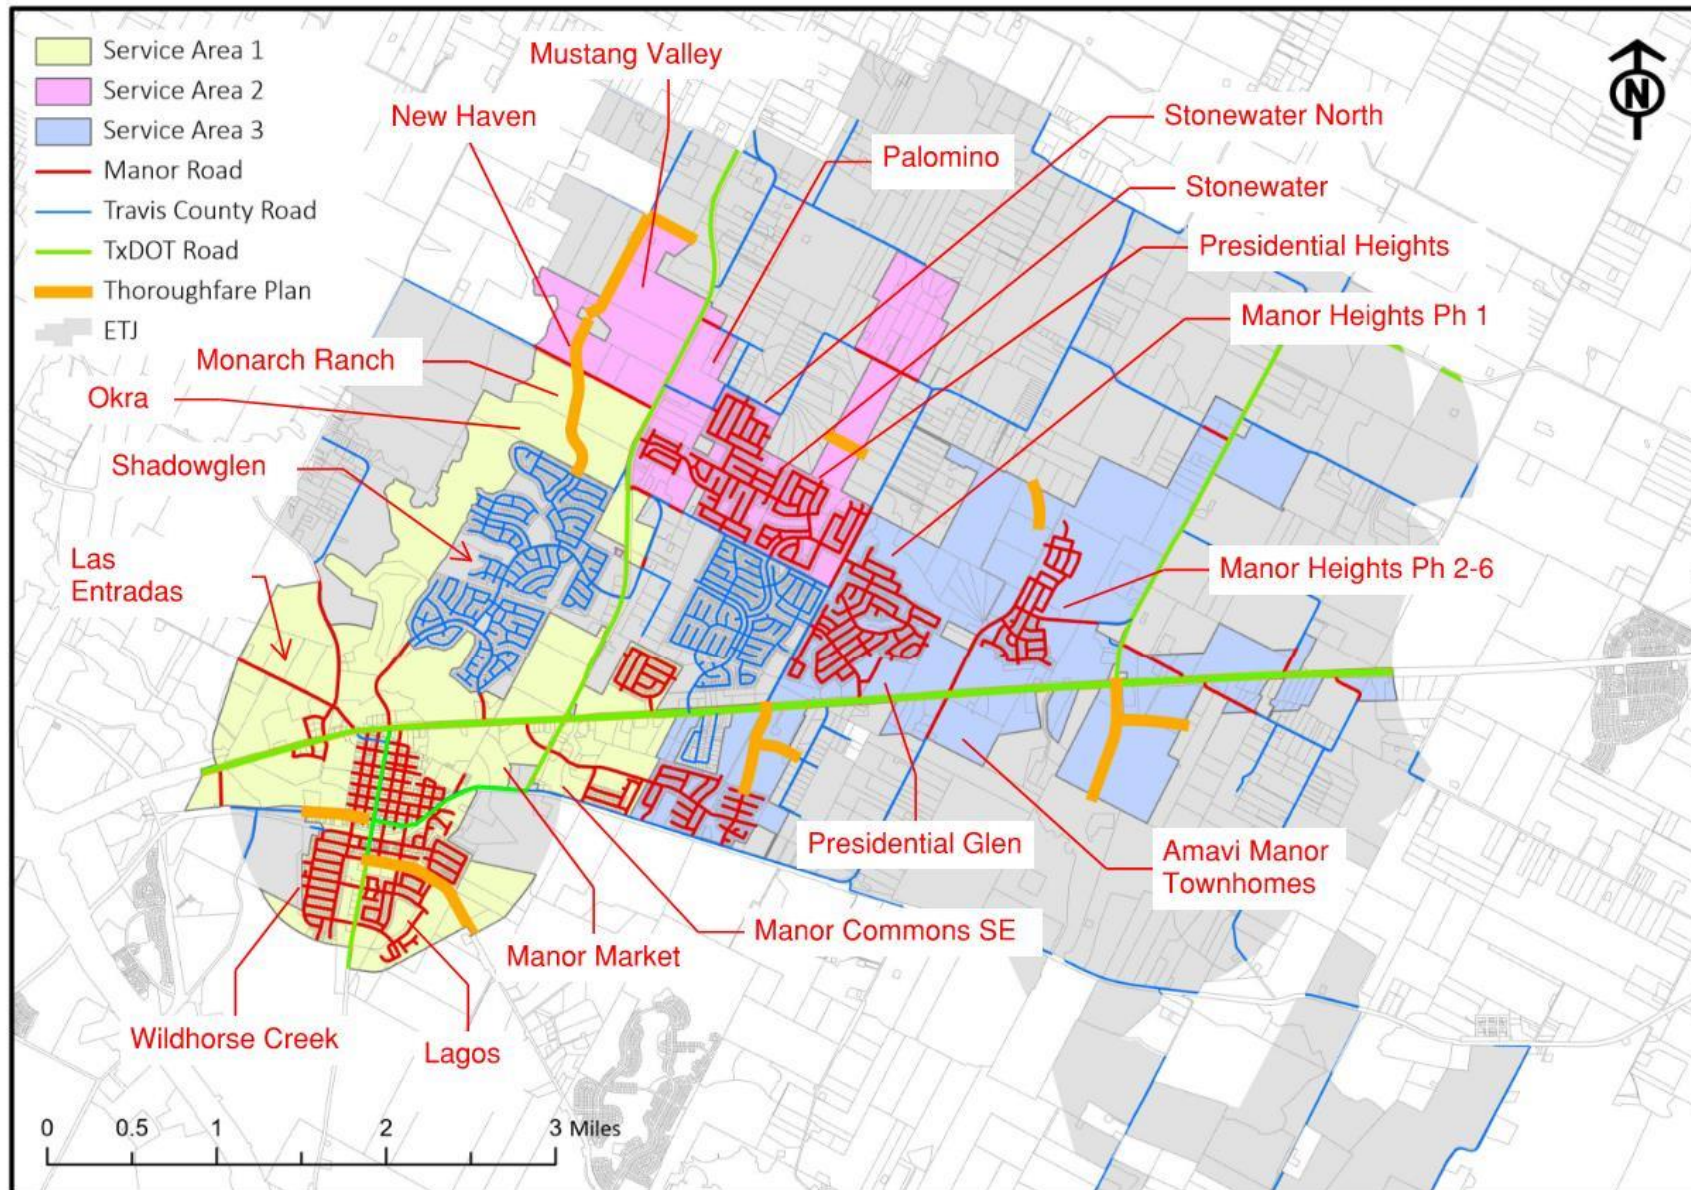 Service Area 1
Service Area 2
Service Area 3
Manor Road
Travis County Road
TxDOT Road
Thoroughfare Plan
ETJ
N
Mustang Valley
New Haven
Stonewater North
Palomino
Stonewater
Presidential Heights
Manor Heights Ph 1
Monarch Ranch
Okra
Shadowglen
Las
Entradas
Manor Heights Ph 2-6
Presidential Glen
Amavi Manor
Townhomes
Manor Commons SE
Manor Market
Wildhorse Creek
Lagos
0 0.5 1 2 3 Miles